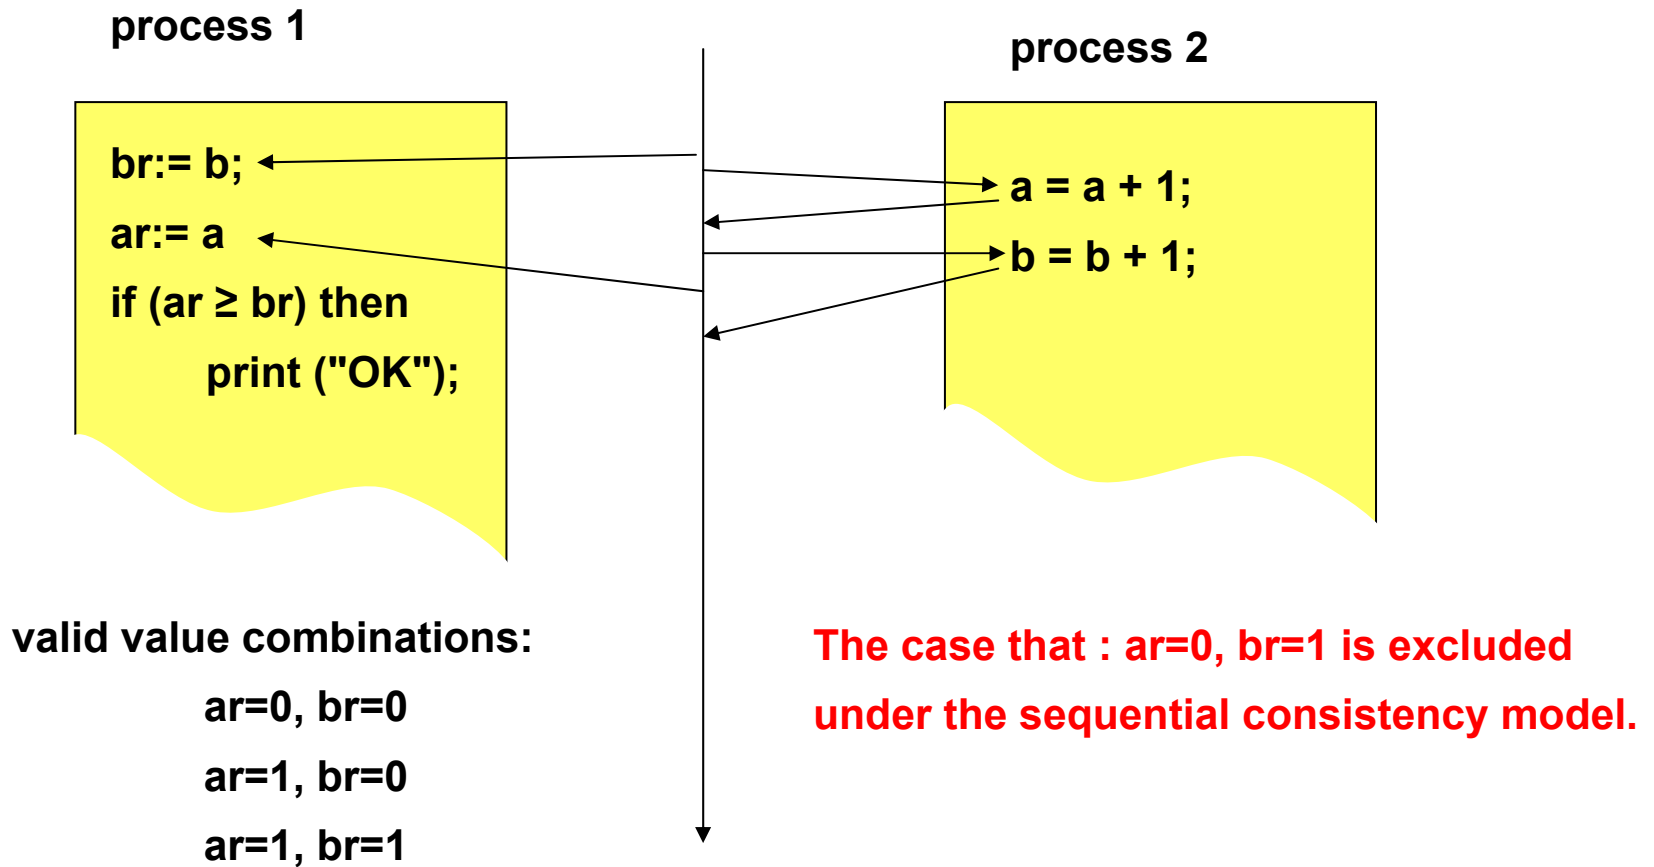 process 1
br:= b;
ar:= a
if (ar ≥ br) then
print ("OK");
process 2
a = a + 1;
b = b + 1;
valid value combinations:
ar=0, br=0
ar=1, br=0
ar=1, br=1
The case that : ar=0, br=1 is excluded
under the sequential consistency model.